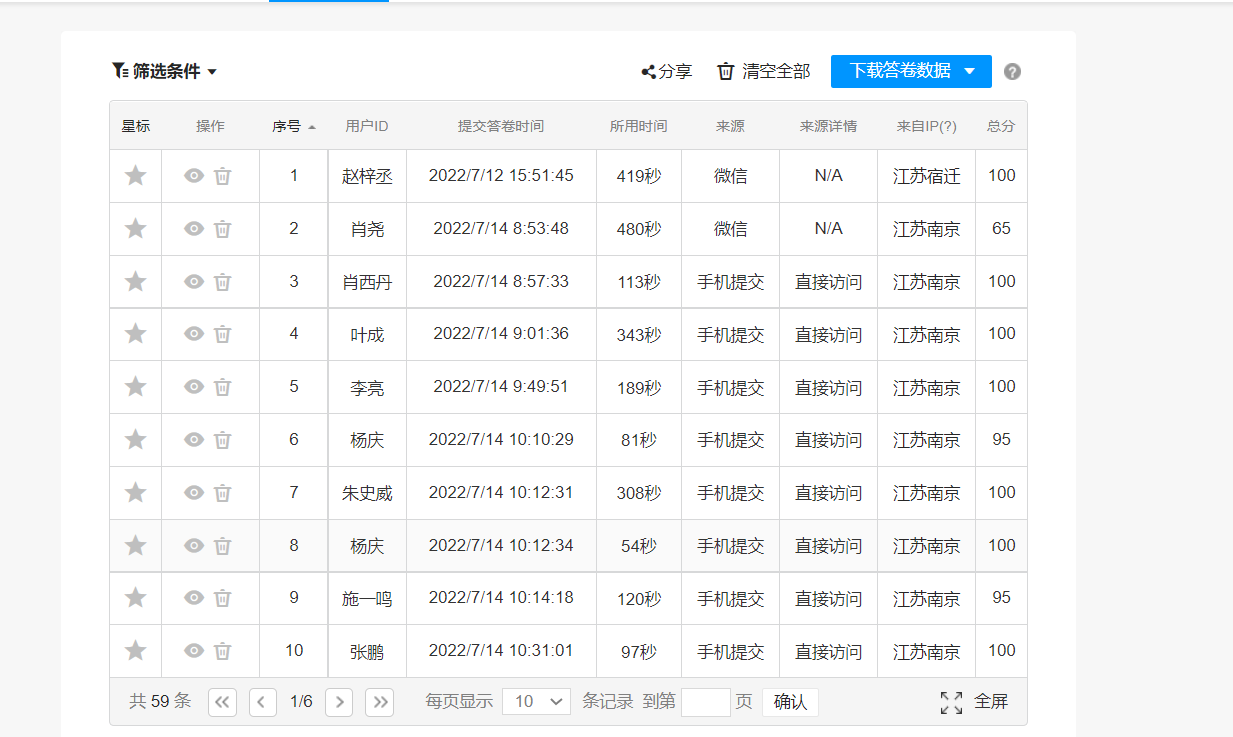 筛选条件 分享 清空全部 下载答卷数据 ?
星标 操作 序号 用户ID 提交答卷时间 所用时间 来源 来源详情 来自IP(?) 总分
1 赵梓丞 2022/7/12 15:51:45 419秒 微信 N/A 江苏宿迁 100
2 肖尧 2022/7/14 8:53:48 480秒 微信 N/A 江苏南京 65
3 肖西丹 2022/7/14 8:57:33 113秒 手机提交 直接访问 江苏南京 100
4 叶成 2022/7/14 9:01:36 343秒 手机提交 直接访问 江苏南京 100
5 李亮 2022/7/14 9:49:51 189秒 手机提交 直接访问 江苏南京 100
6 杨庆 2022/7/14 10:10:29 81秒 手机提交 直接访问 江苏南京 95
7 朱史威 2022/7/14 10:12:31 308秒 手机提交 直接访问 江苏南京 100
8 杨庆 2022/7/14 10:12:34 54秒 手机提交 直接访问 江苏南京 100
9 施一鸣 2022/7/14 10:14:18 120秒 手机提交 直接访问 江苏南京 95
10 张鹏 2022/7/14 10:31:01 97秒 手机提交 直接访问 江苏南京 100
共 59 条 1/6 每页显示 10 条记录 到第 页 确认 全屏